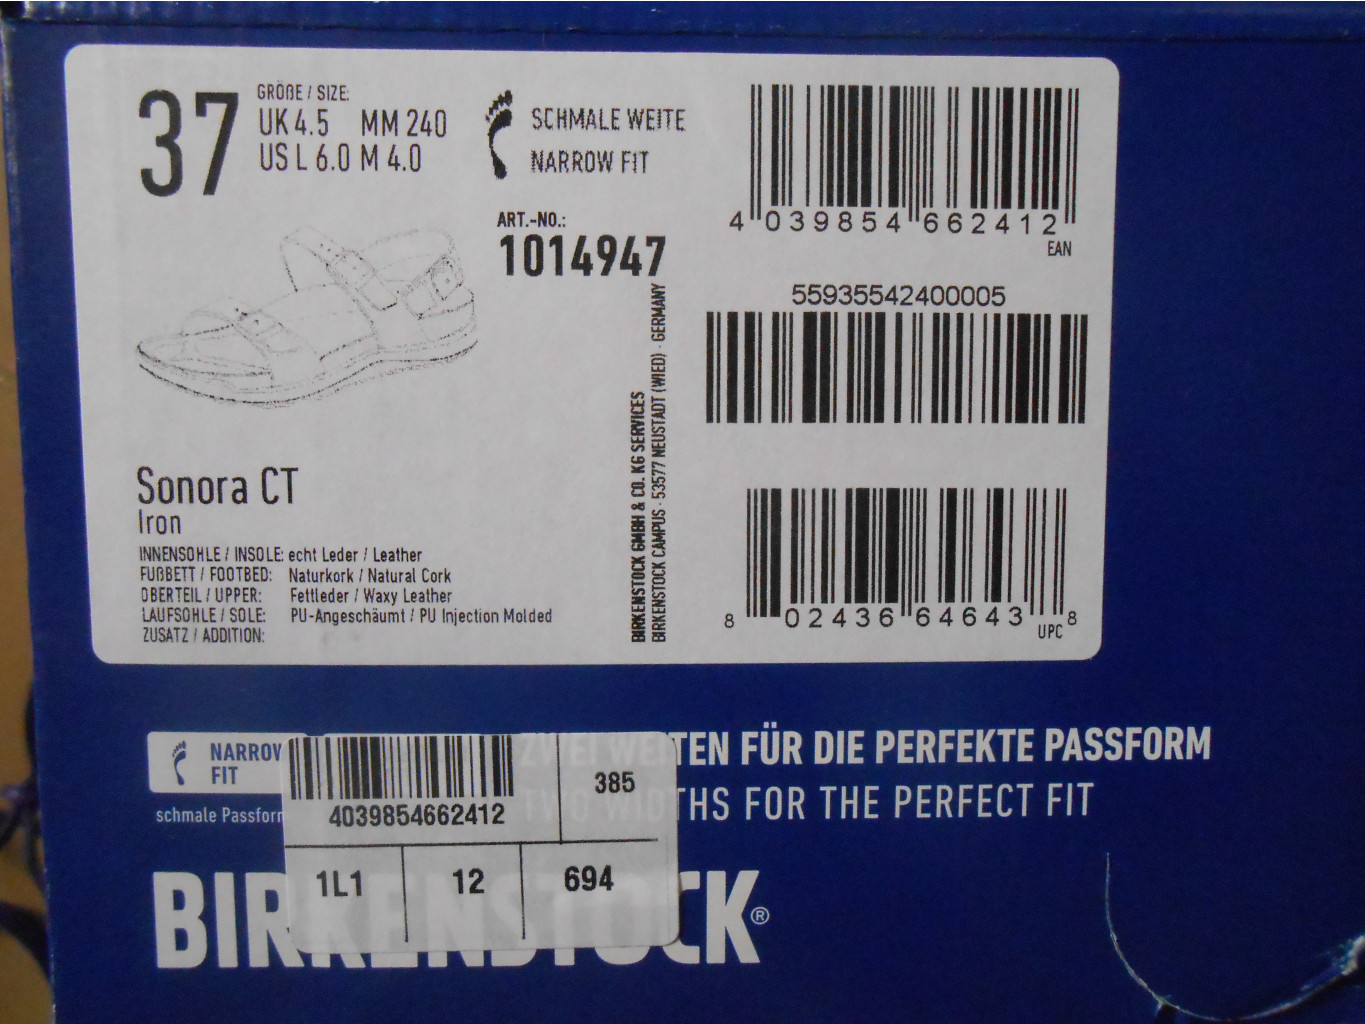 37
GRÖßE / SIZE:
UK 4.5 MM 240
US L 6.0 M 4.0
SCHMALE WEITE
NARROW FIT
ART.-NO.:
1014947
4 039854 662412
EAN
55935542400005
Sonora CT
Iron
INNENSOHLE / INSOLE: echt Leder / Leather
FUßBETT / FOOTBED: Naturkork / Natural Cork
OBERTEIL / UPPER: Fettleder / Waxy Leather
LAUFSOHLE / SOLE: PU-Angeschäumt / PU Injection Molded
ZUSATZ / ADDITION:
BIRKENSTOCK GMBH & CO. KG SERVICES
BIRKENSTOCK CAMPUS · 53577 NEUSTADT (WIED) · GERMANY
8 02436 64643 8
UPC
NARROW
FIT
schmale Passform
ZWEI WEITEN FÜR DIE PERFEKTE PASSFORM
TWO WIDTHS FOR THE PERFECT FIT
4039854662412
385
1L1
12
694
BIRKENSTOCK®